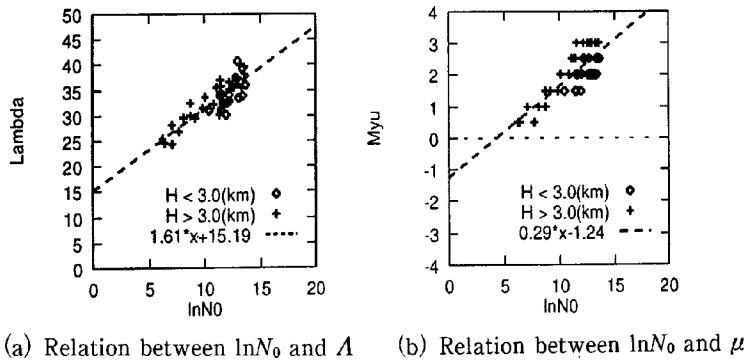 50
45
40
35
30
25
20
15
10
5
0
Lambda
H < 3.0(km)
H > 3.0(km)
1.61*x+15.19
0 5 10 15 20
lnN0
4
3
2
1
0
-1
-2
-3
-4
Myu
H < 3.0(km)
H > 3.0(km)
0.29*x-1.24
0 5 10 15 20
lnN0
(a) Relation between lnN₀ and Λ
(b) Relation between lnN₀ and μ